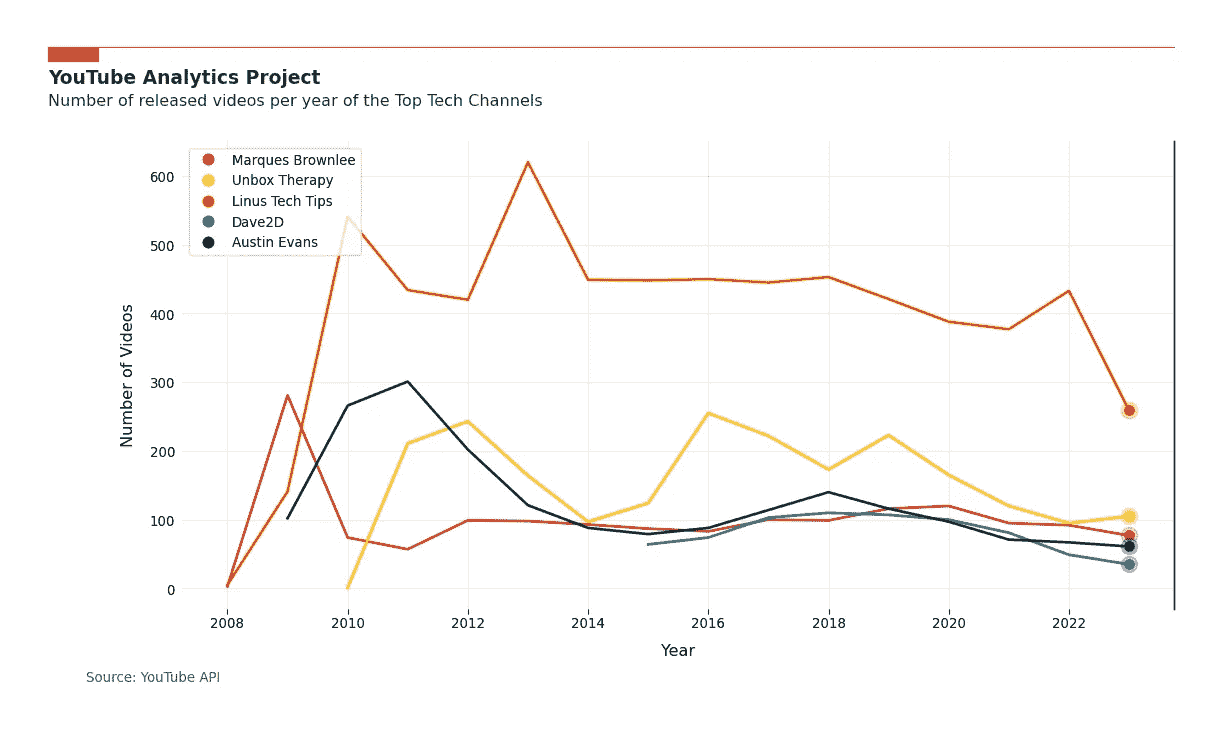 YouTube Analytics Project
Number of released videos per year of the Top Tech Channels
Marques Brownlee
Unbox Therapy
Linus Tech Tips
Dave2D
Austin Evans
Number of Videos
600
500
400
300
200
100
0
2008 2010 2012 2014 2016 2018 2020 2022
Year
Source: YouTube API